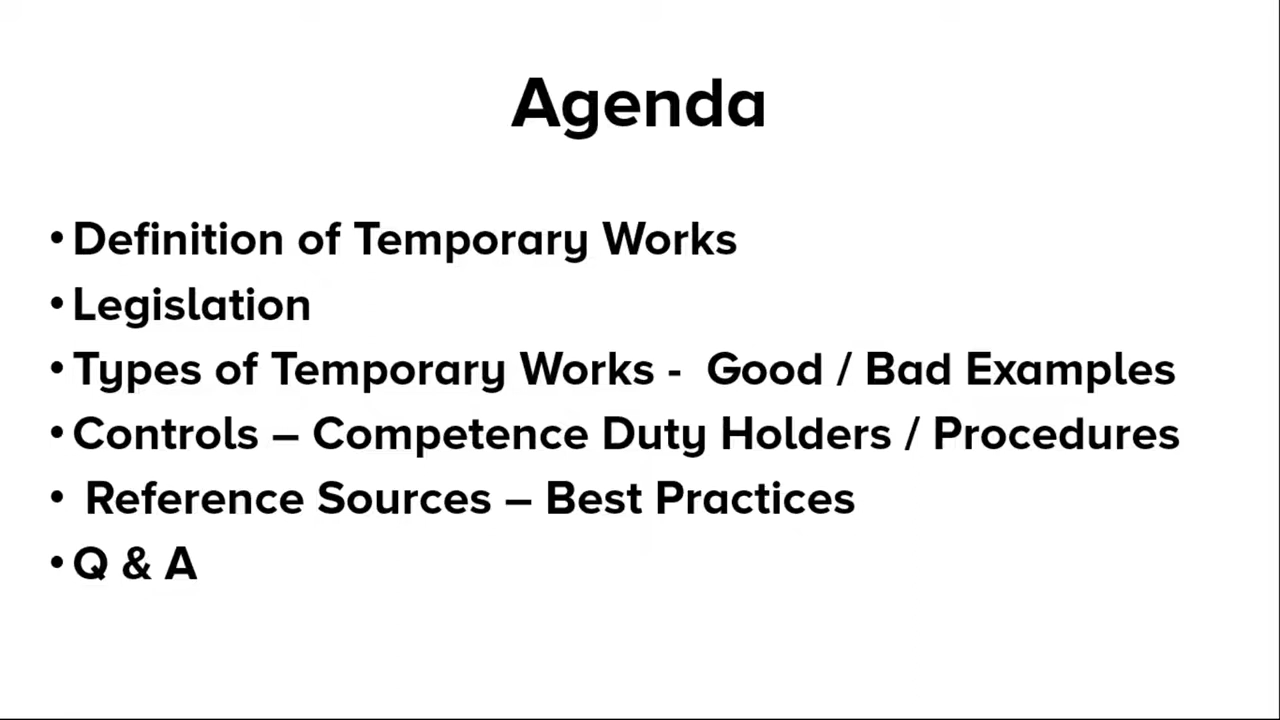 Agenda
• Definition of Temporary Works
• Legislation
• Types of Temporary Works - Good / Bad Examples
• Controls – Competence Duty Holders / Procedures
• Reference Sources – Best Practices
• Q & A